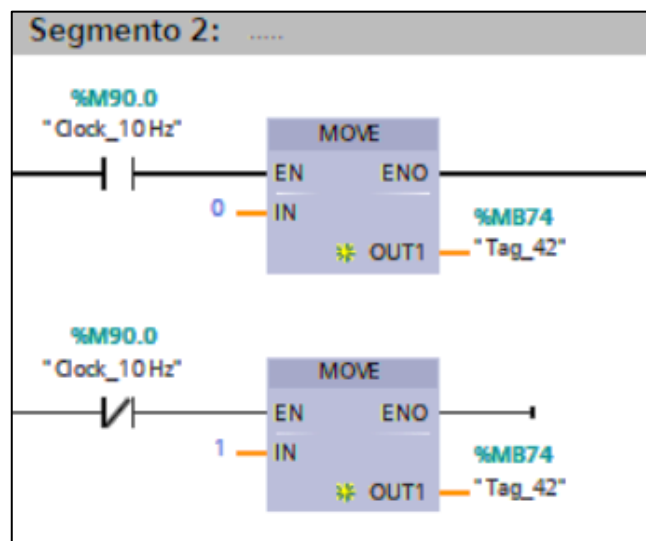 Segmento 2: .....
%M90.0
"Clock_10 Hz"
MOVE
EN ENO
0 IN
OUT1
%MB74
"Tag_42"
%M90.0
"Clock_10 Hz"
MOVE
EN ENO
1 IN
OUT1
%MB74
"Tag_42"